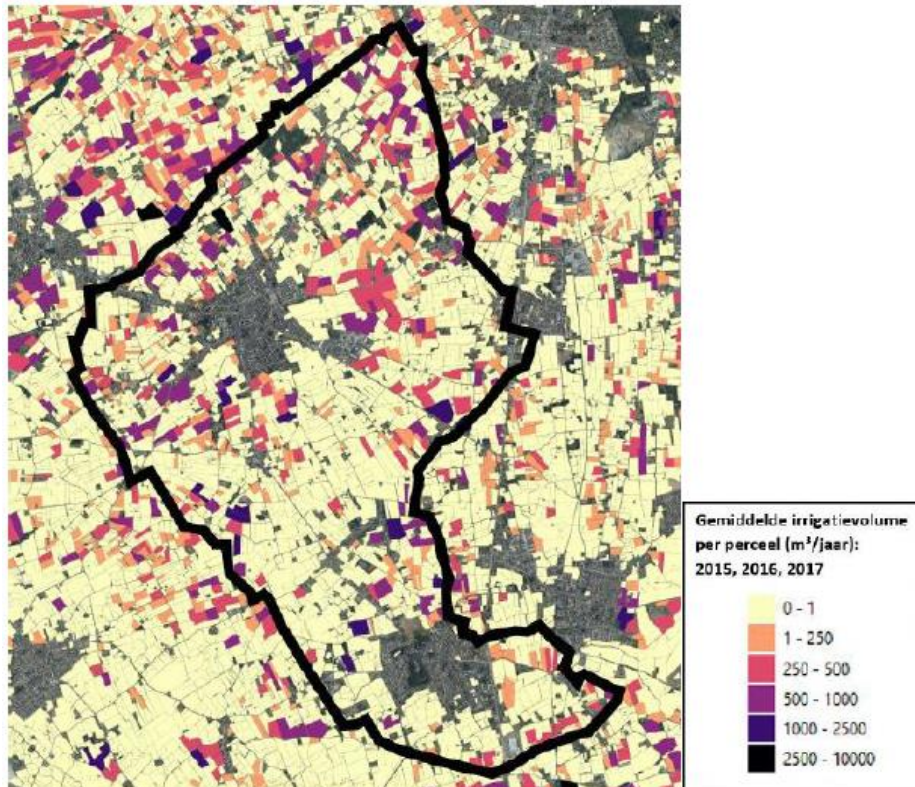 Gemiddelde irrigatievolume
per perceel (m³/jaar):
2015, 2016, 2017
0 - 1
1 - 250
250 - 500
500 - 1000
1000 - 2500
2500 - 10000